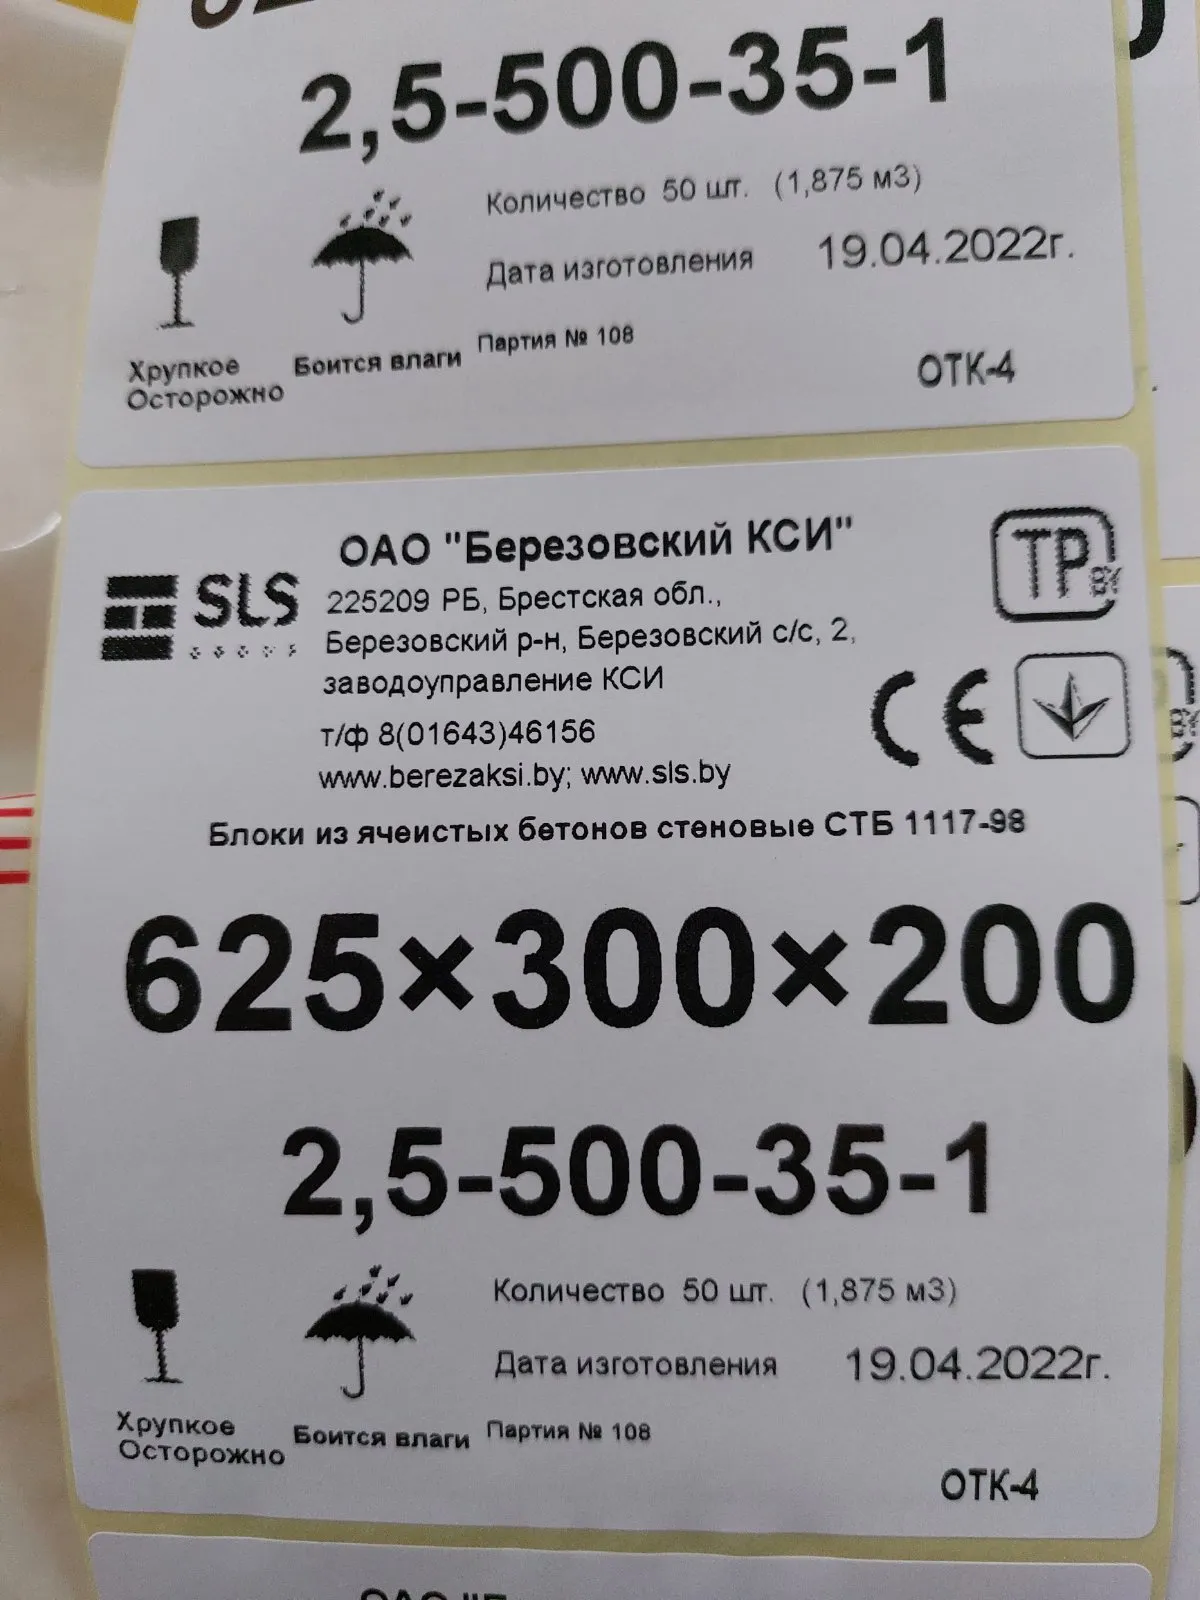 2,5-500-35-1
Количество 50 шт. (1,875 м3)
Дата изготовления 19.04.2022г.
Партия № 108
Хрупкое
Осторожно
Боится влаги
ОТК-4
ОАО "Березовский КСИ"
SLS
225209 РБ, Брестская обл.,
Березовский р-н, Березовский с/с, 2,
заводоуправление КСИ
т/ф 8(01643)46156
www.berezaksi.by; www.sls.by
ТР BY
CE
Блоки из ячеистых бетонов стеновые СТБ 1117-98
625×300×200
2,5-500-35-1
Количество 50 шт. (1,875 м3)
Дата изготовления 19.04.2022г.
Партия № 108
Хрупкое
Осторожно
Боится влаги
ОТК-4